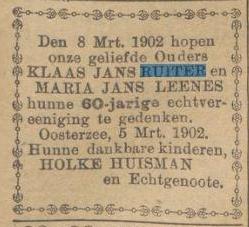 Den 8 Mrt. 1902 hopen
onze geliefde Ouders
KLAAS JANS RUITER en
MARIA JANS LEENES
hunne 60-jarige echtver-
eeniging te gedenken.
Oosterzee, 5 Mrt. 1902.
Hunne dankbare kinderen,
HOLKE HUISMAN
en Echtgenoote.